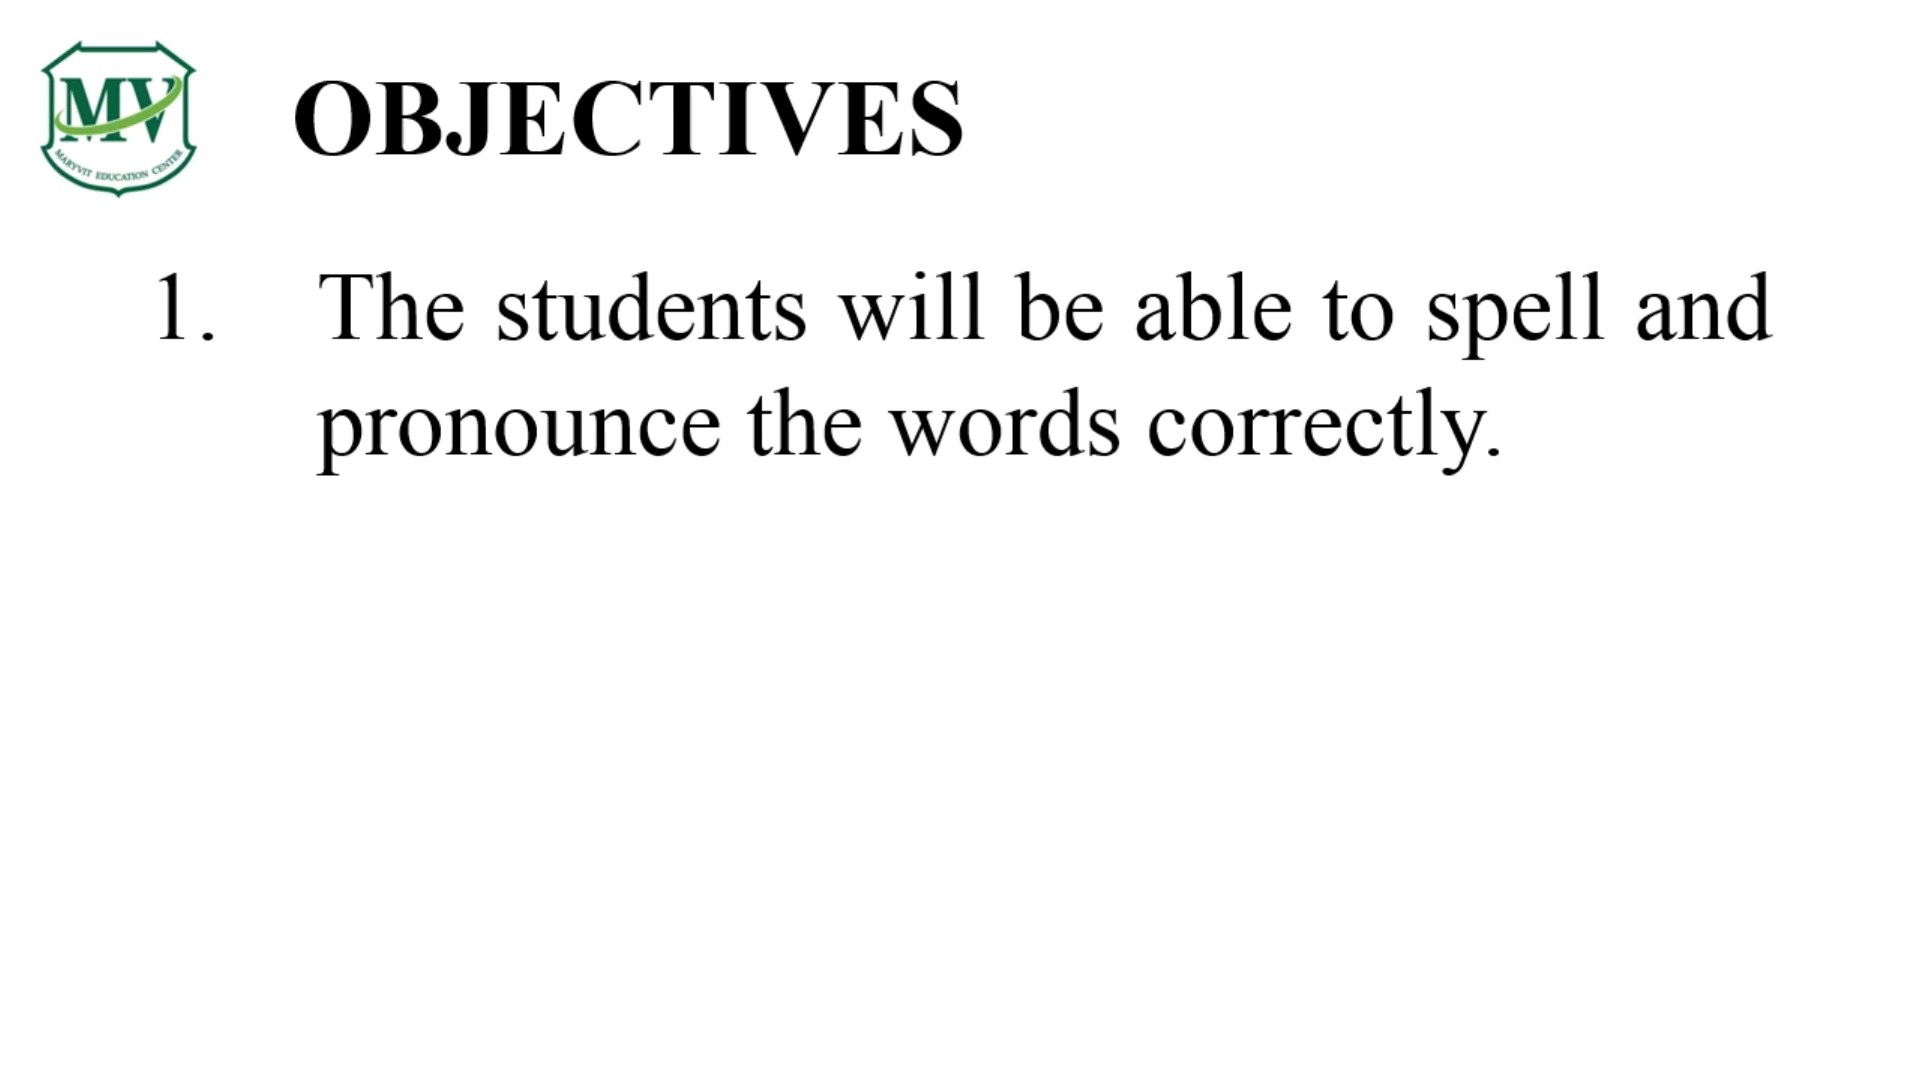 MV
MARYVIT EDUCATION CENTER
OBJECTIVES
1. The students will be able to spell and
pronounce the words correctly.